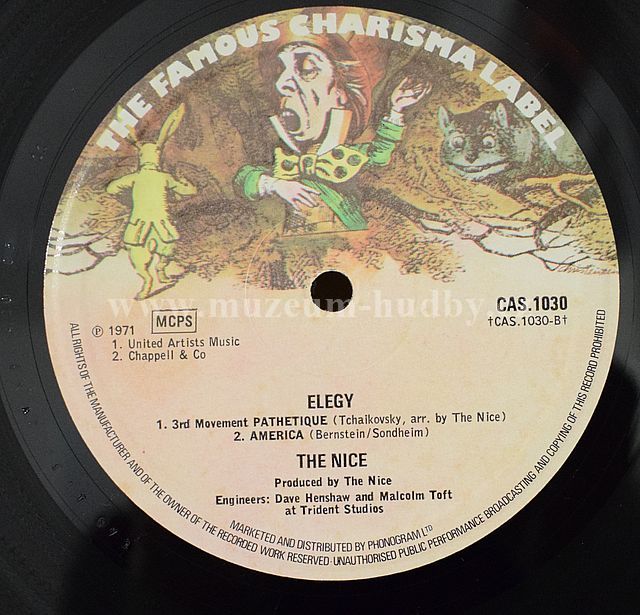 THE FAMOUS CHARISMA LABEL
www.muzeum-hudby.
CAS.1030
†CAS.1030-B†
℗ 1971 MCPS
1. United Artists Music
2. Chappell & Co
ELEGY
1. 3rd Movement PATHETIQUE (Tchaikovsky, arr. by The Nice)
2. AMERICA (Bernstein/Sondheim)
THE NICE
Produced by The Nice
Engineers: Dave Henshaw and Malcolm Toft
at Trident Studios
MARKETED AND DISTRIBUTED BY PHONOGRAM LTD
ALL RIGHTS OF THE MANUFACTURER AND OF THE OWNER OF THE RECORDED WORK RESERVED·UNAUTHORISED PUBLIC PERFORMANCE BROADCASTING AND COPYING OF THIS RECORD PROHIBITED